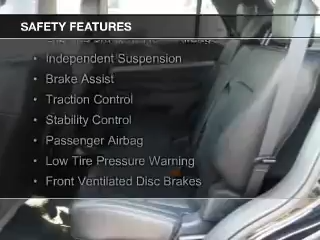 SAFETY FEATURES
• Independent Suspension
• Brake Assist
• Traction Control
• Stability Control
• Passenger Airbag
• Low Tire Pressure Warning
• Front Ventilated Disc Brakes